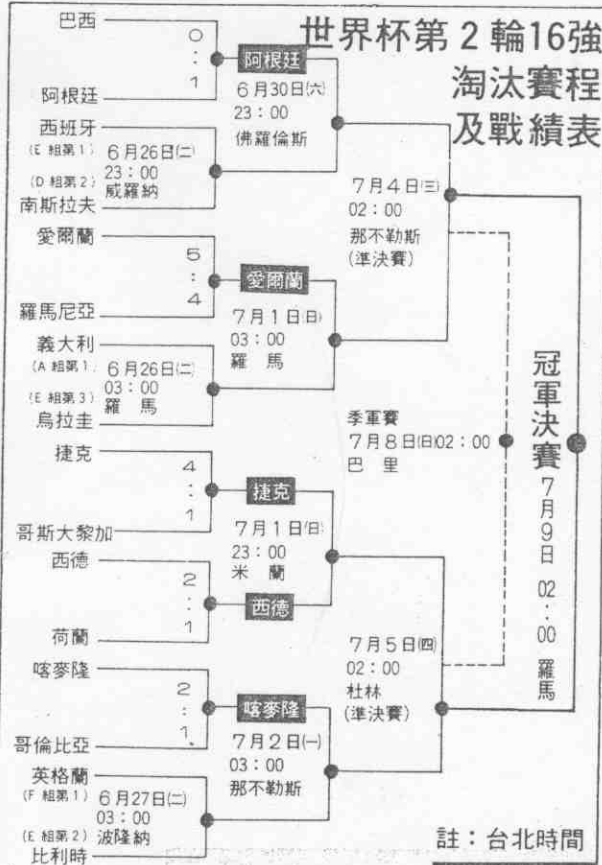 世界杯第2輪16強
淘汰賽程
及戰績表
巴西
0:1
阿根廷
阿根廷
6月30日(六)
23:00
佛羅倫斯
西班牙
(E組第1)
6月26日(二)
23:00
威羅納
(D組第2)
南斯拉夫
7月4日(三)
02:00
那不勒斯
(準決賽)
愛爾蘭
5:4
羅馬尼亞
愛爾蘭
7月1日(日)
03:00
羅馬
義大利
(A組第1)
6月26日(二)
03:00
羅馬
(E組第3)
烏拉圭
季軍賽
7月8日(日)02:00
巴里
冠軍決賽
7月9日 02:00 羅馬
捷克
4:1
哥斯大黎加
捷克
7月1日(日)
23:00
米蘭
西德
2:1
荷蘭
西德
7月5日(四)
02:00
杜林
(準決賽)
喀麥隆
2:1
哥倫比亞
喀麥隆
7月2日(一)
03:00
那不勒斯
英格蘭
(F組第1)
6月27日(二)
03:00
波隆納
(E組第2)
比利時
註:台北時間